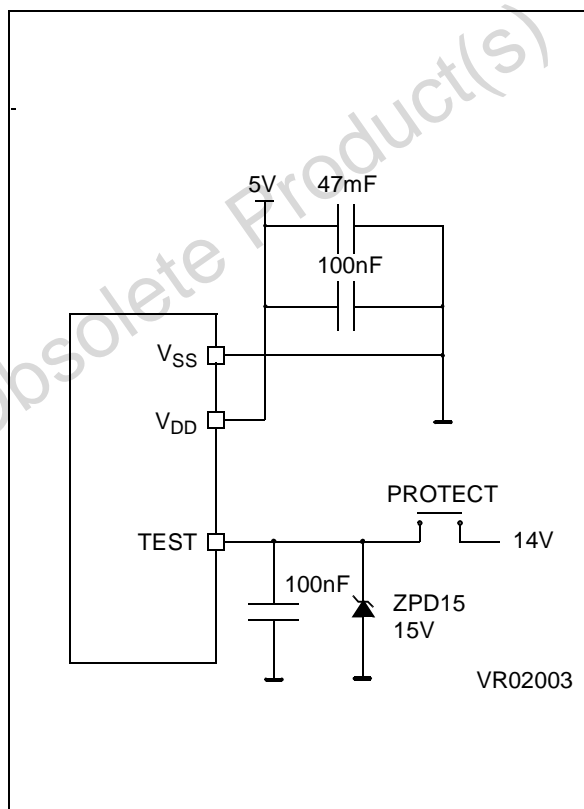 Obsolete Product(s)
5V 47mF
100nF
VSS
VDD
PROTECT
TEST
14V
100nF
ZPD15
15V
VR02003